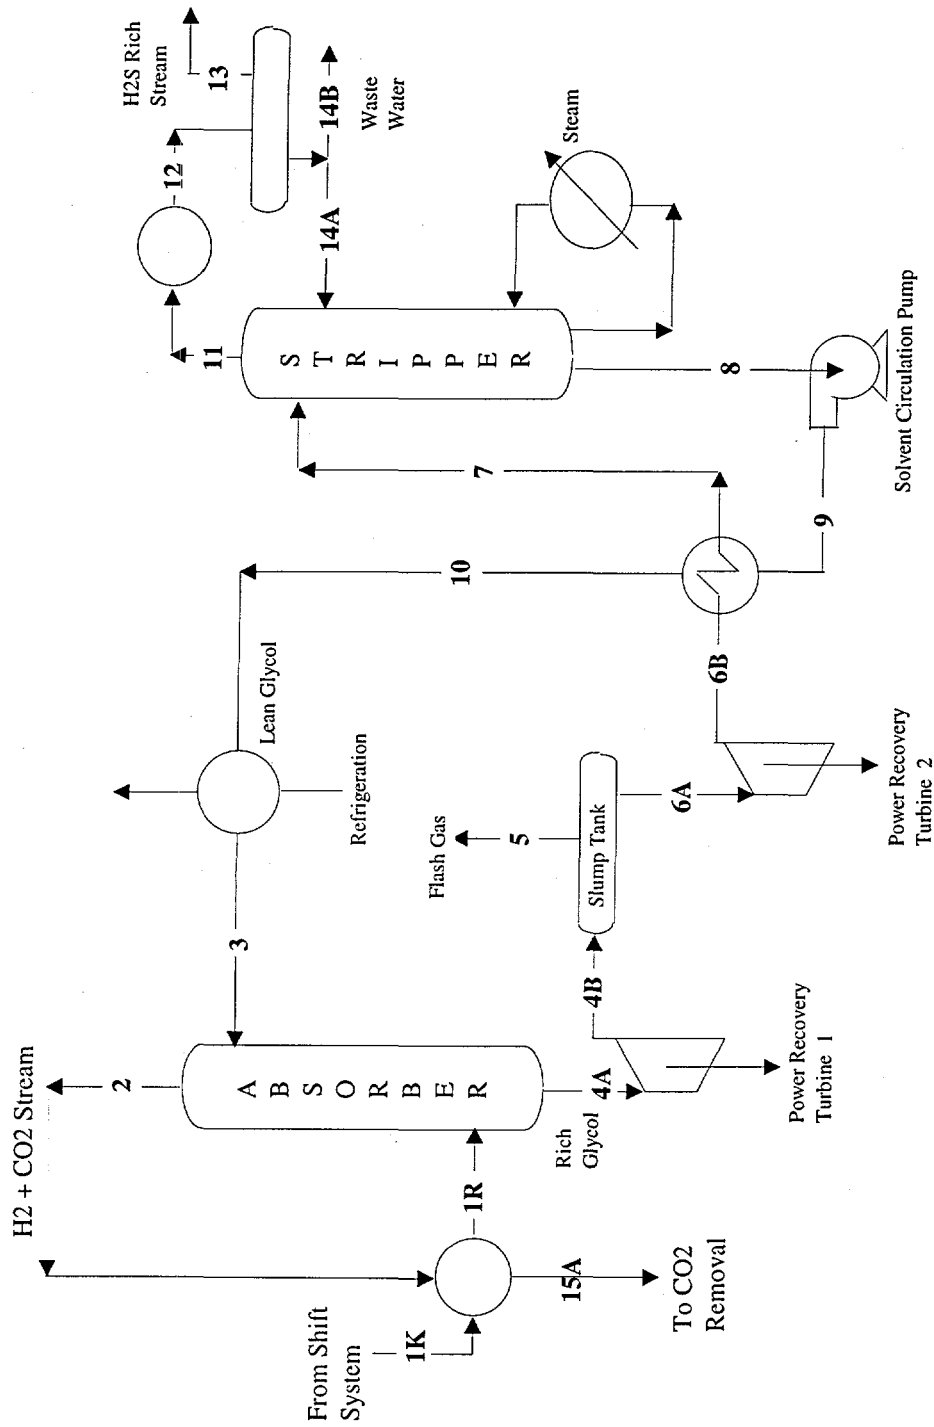 H2 + CO2 Stream
2
H2S Rich
Stream
12
13
11
3
Lean Glycol
A
B
S
O
R
B
E
R
S
T
R
I
P
P
E
R
14A
14B
Waste
Water
From Shift
System
Refrigeration
1K
1R
Flash Gas
10
7
5
Steam
Rich
Glycol
15A
4A
4B
Slump Tank
To CO2
Removal
6A
6B
8
9
Power Recovery
Turbine 1
Power Recovery
Turbine 2
Solvent Circulation Pump